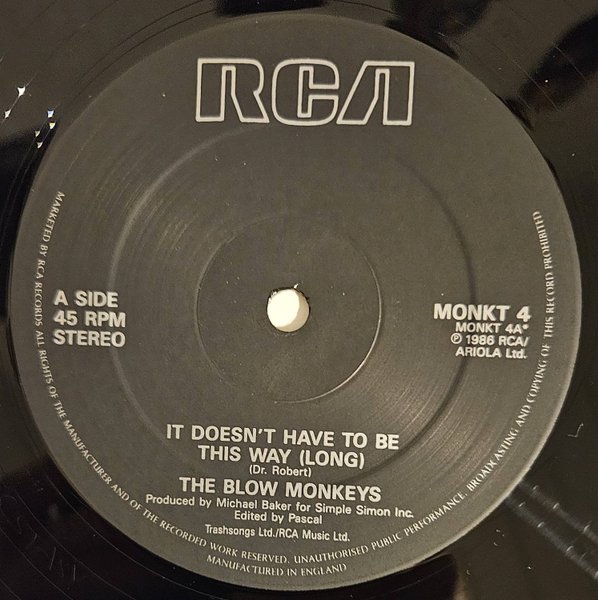 RCA
A SIDE
45 RPM
STEREO
MONKT 4
MONKT 4A*
℗ 1986 RCA/
ARIOLA Ltd.
IT DOESN'T HAVE TO BE
THIS WAY (LONG)
(Dr. Robert)
THE BLOW MONKEYS
Produced by Michael Baker for Simple Simon Inc.
Edited by Pascal
Trashsongs Ltd./RCA Music Ltd.
MARKETED BY RCA RECORDS. ALL RIGHTS OF THE MANUFACTURER AND OF THE RECORDED WORK RESERVED. UNAUTHORISED PUBLIC PERFORMANCE, BROADCASTING AND COPYING OF THIS RECORD PROHIBITED
MANUFACTURED IN ENGLAND